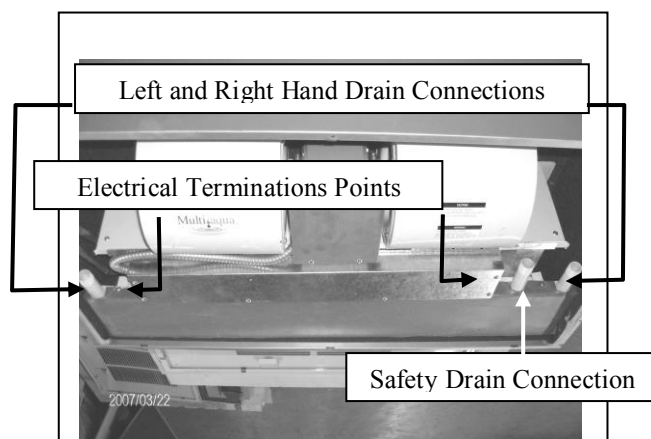 Left and Right Hand Drain Connections
Electrical Terminations Points
Multiaqua
Safety Drain Connection
2007/03/22